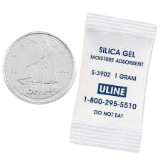 SILICA GEL
MOISTURE ADSORBENT
S-3902 1 GRAM
ULINE
1-800-295-5510
DO NOT EAT